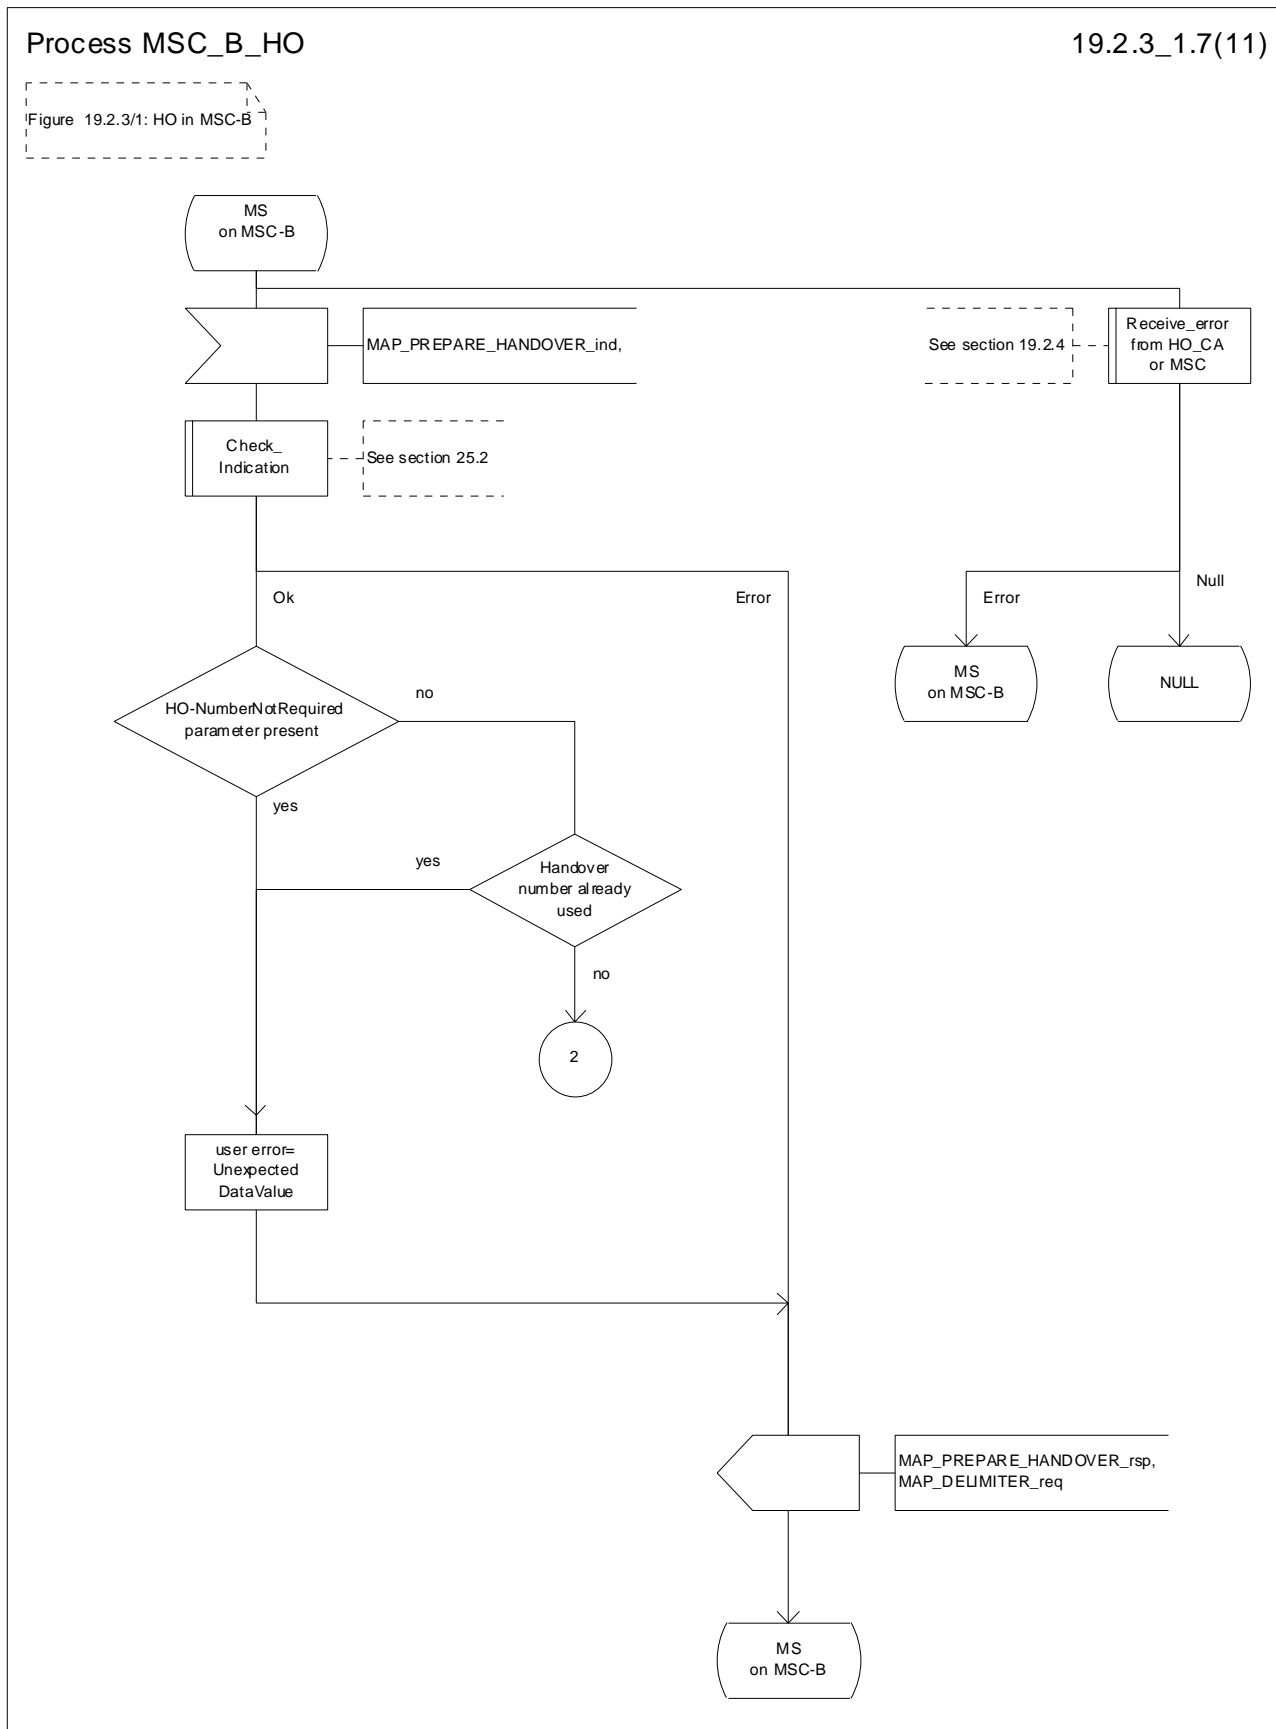 Process MSC_B_HO
19.2.3_1.7(11)
Figure 19.2.3/1: HO in MSC-B
MS
on MSC-B
MAP_PREPARE_HANDOVER_ind,
See section 19.2.4
Receive_error
from HO_CA
or MSC
Check_
Indication
See section 25.2
Ok
Error
Error
Null
MS
on MSC-B
NULL
HO-NumberNotRequired
parameter present
no
yes
yes
Handover
number already
used
no
2
user error=
Unexpected
DataValue
MAP_PREPARE_HANDOVER_rsp,
MAP_DELIMITER_req
MS
on MSC-B